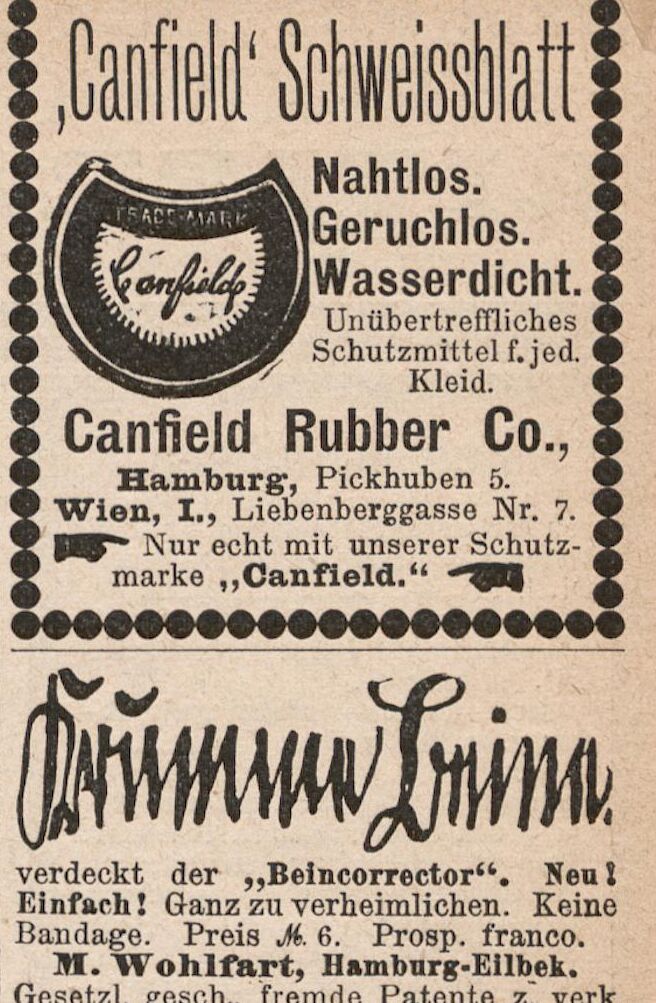 ‚Canfield‘ Schweissblatt
TRADE-MARK
Canfield
Nahtlos.
Geruchlos.
Wasserdicht.
Unübertreffliches
Schutzmittel f. jed.
Kleid.
Canfield Rubber Co.,
Hamburg, Pickhuben 5.
Wien, I., Liebenberggasse Nr. 7.
Nur echt mit unserer Schutz-
marke „Canfield.“
Krumme Beine
verdeckt der „Beincorrector“. Neu!
Einfach! Ganz zu verheimlichen. Keine
Bandage. Preis ℳ. 6. Prosp. franco.
M. Wohlfart, Hamburg-Eilbek.
Gesetzl. gesch. fremde Patente z. verk